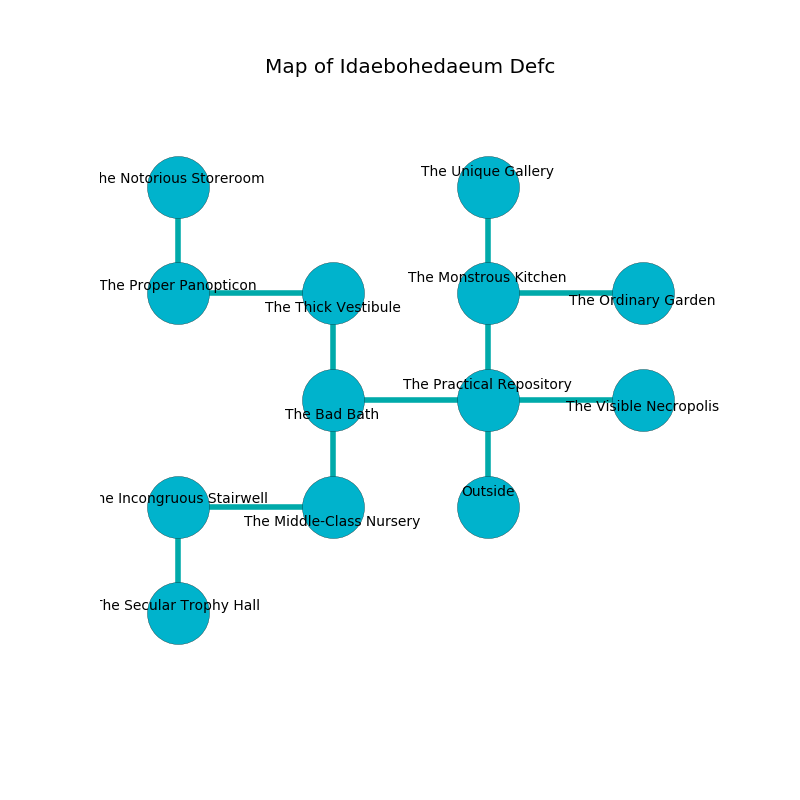 Map of Idaebohedaeum Defc
The Unique Gallery
he Notorious Storeroom
The Monstrous Kitchen
The Proper Panopticon
The Ordinary Garden
The Thick Vestibule
The Practical Repository
The Visible Necropolis
The Bad Bath
Outside
he Incongruous Stairwell
The Middle-Class Nursery
The Secular Trophy Hall